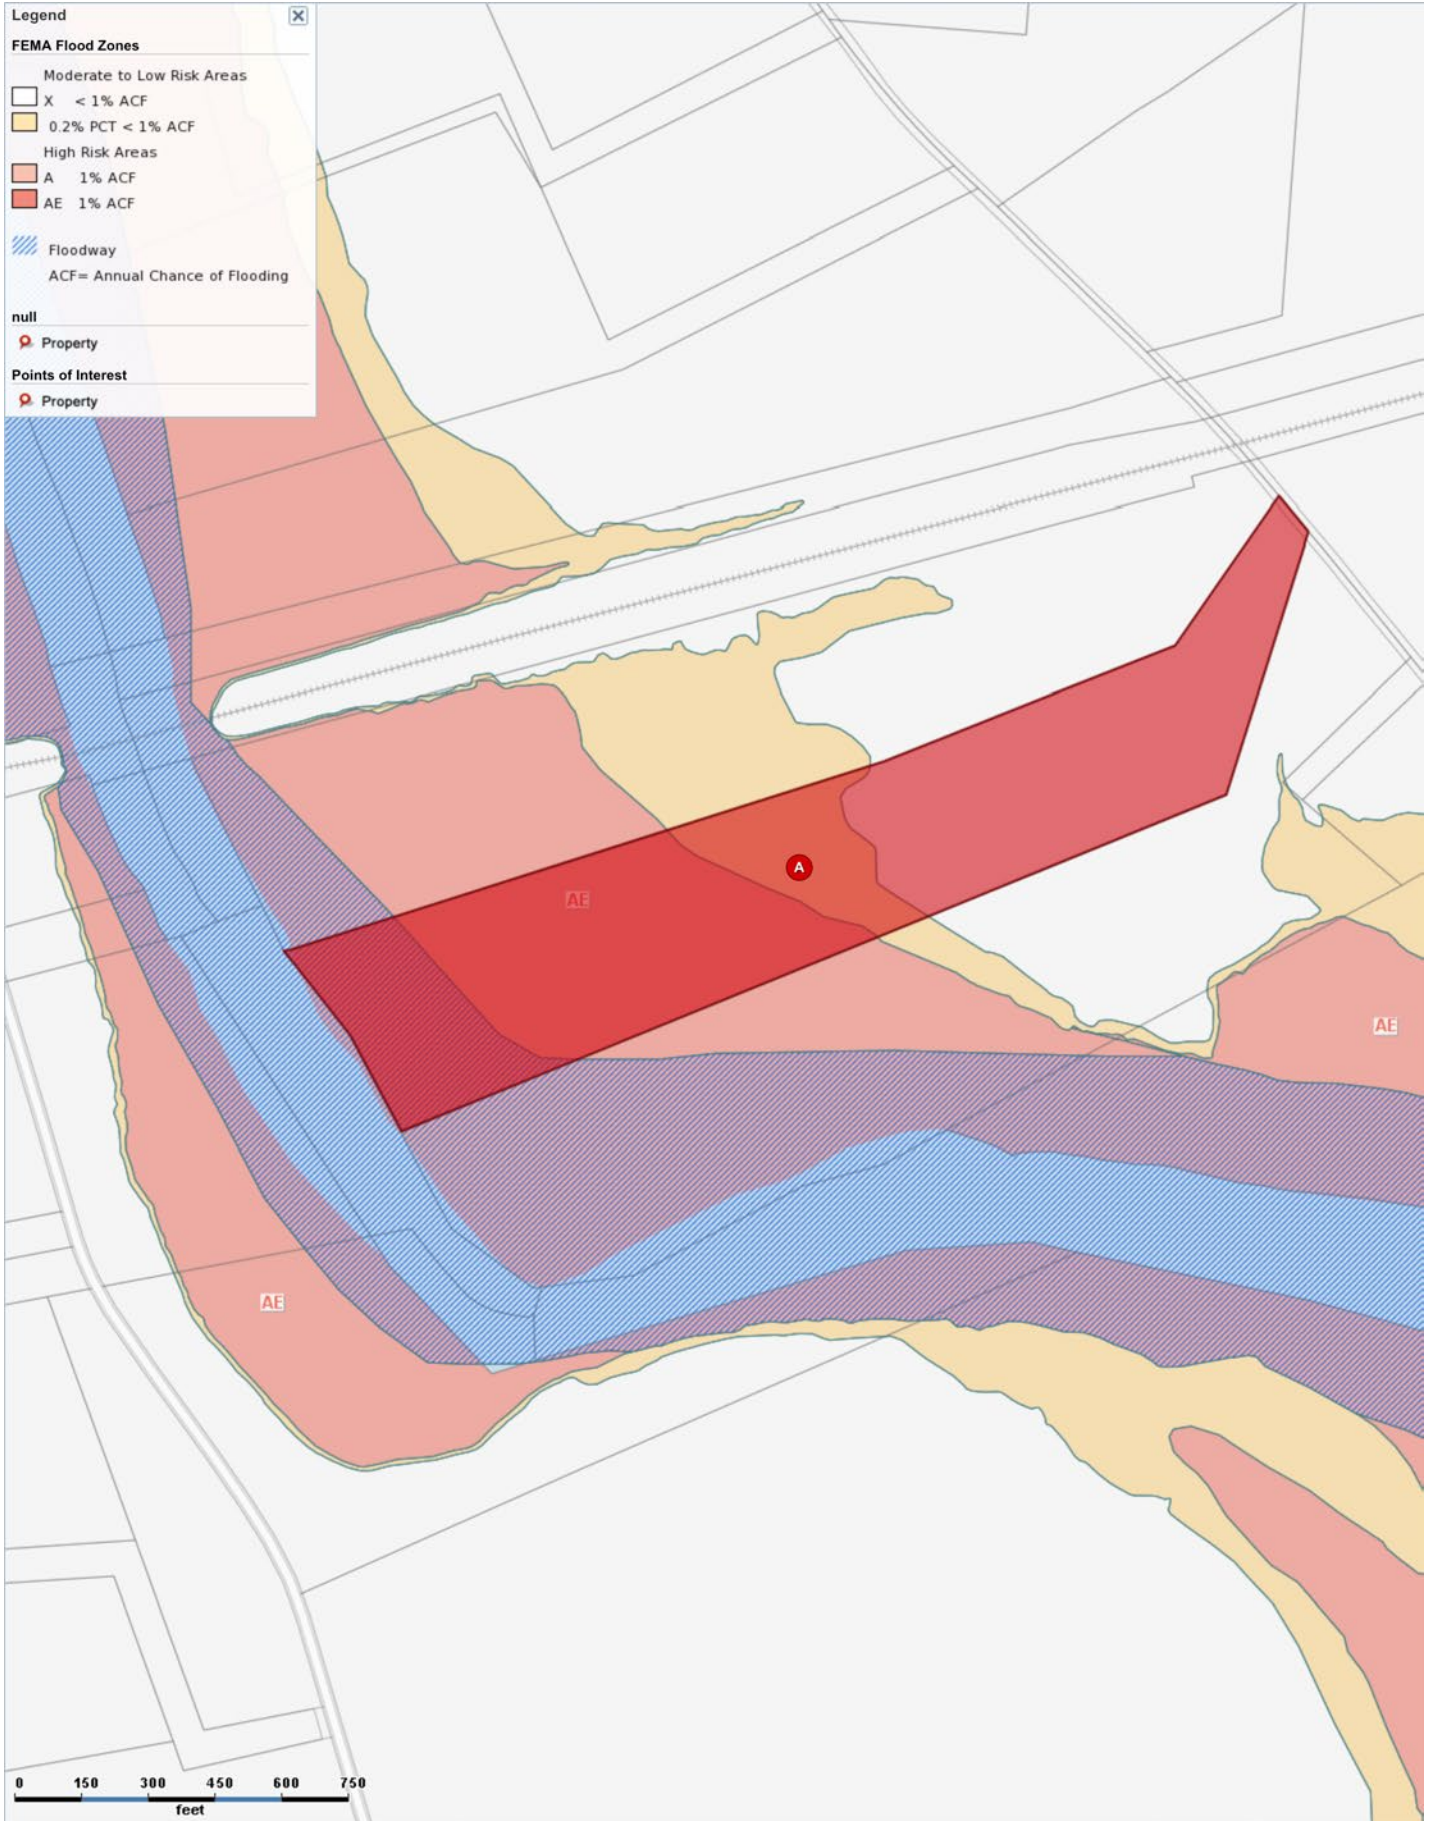 Legend
FEMA Flood Zones
Moderate to Low Risk Areas
X < 1% ACF
0.2% PCT < 1% ACF
High Risk Areas
A 1% ACF
AE 1% ACF
Floodway
ACF= Annual Chance of Flooding
null
Property
Points of Interest
Property
A
AE
AE
AE
0 150 300 450 600 750
feet